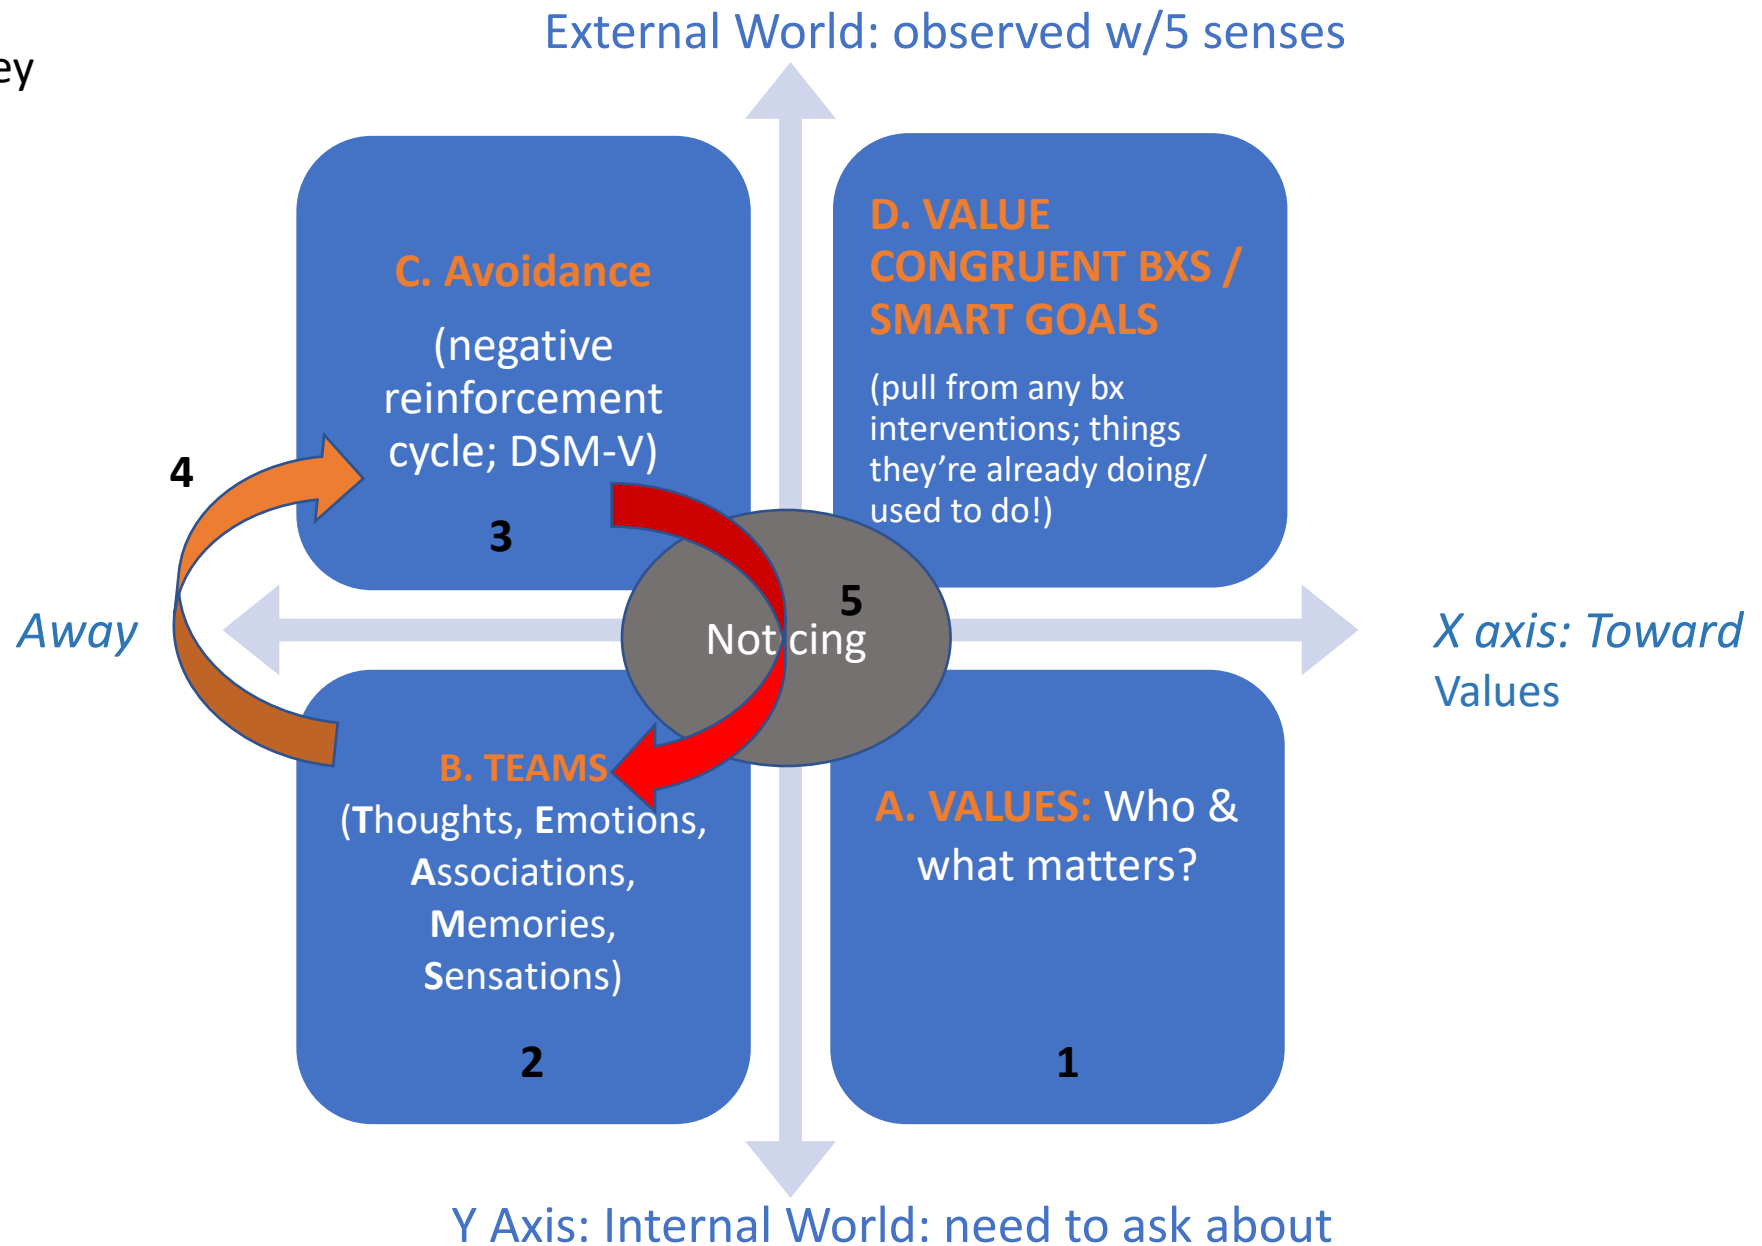 External World: observed w/5 senses
ey
C. Avoidance
(negative
reinforcement
cycle; DSM-V)
3
D. VALUE
CONGRUENT BXS /
SMART GOALS
(pull from any bx
interventions; things
they’re already doing/
used to do!)
4
5
Noticing
Away
X axis: Toward
Values
B. TEAMS
(Thoughts, Emotions,
Associations,
Memories,
Sensations)
2
A. VALUES: Who &
what matters?
1
Y Axis: Internal World: need to ask about